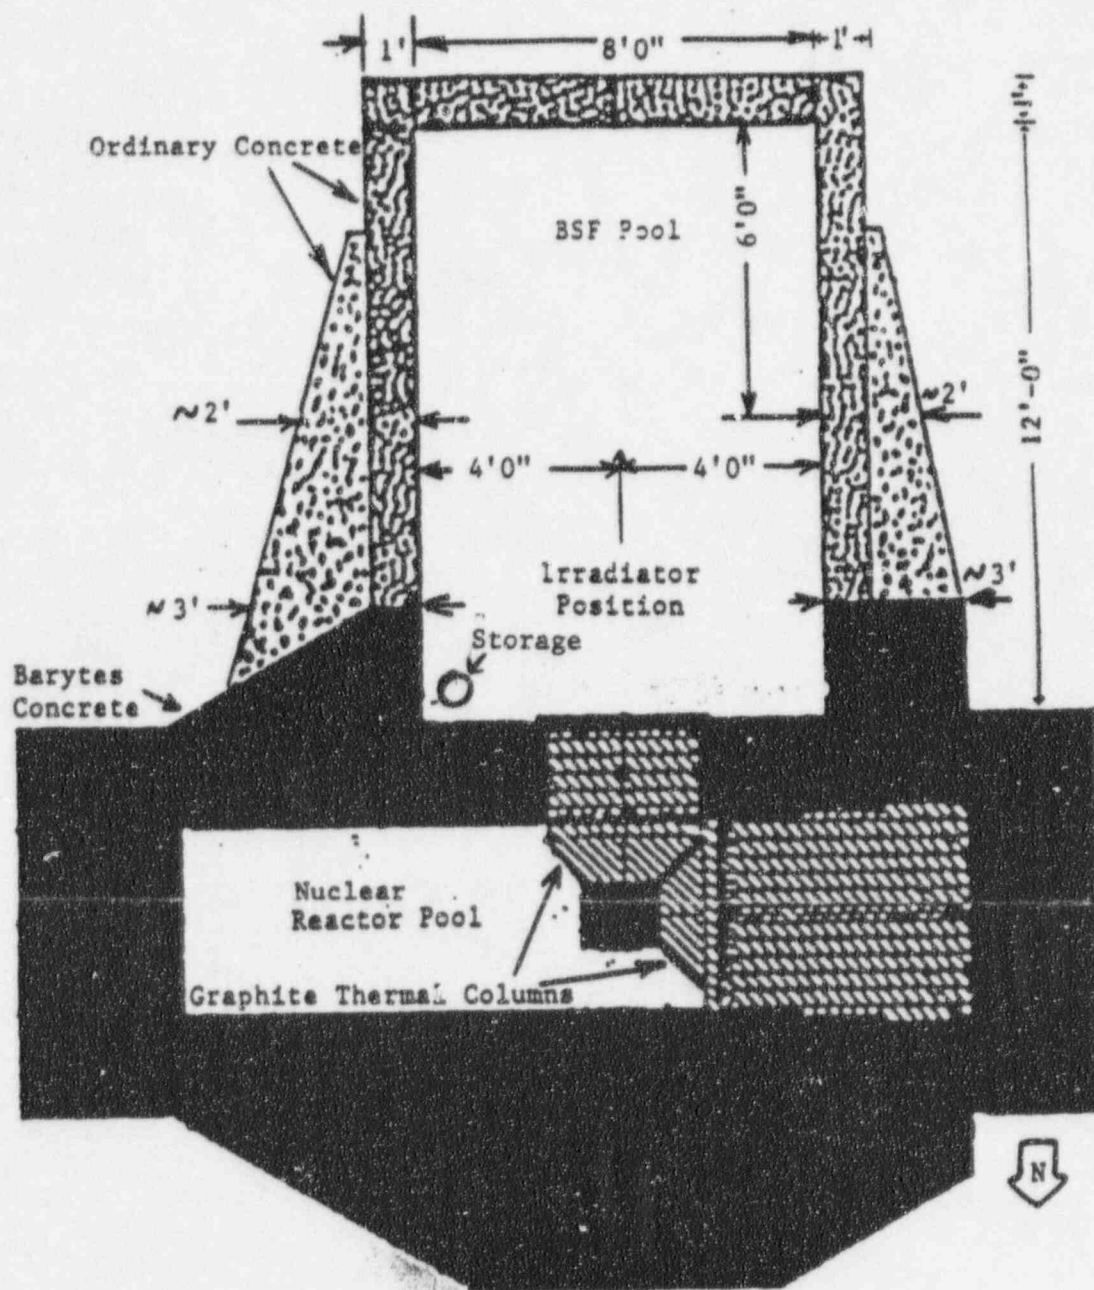 1'
8'0"
1'
1'
Ordinary Concrete
BSF Pool
6'0"
12'-0"
≈2'
≈2'
4'0"
4'0"
Irradiator
Position
≈3'
≈3'
Storage
Barytes
Concrete
Nuclear
Reactor Pool
Graphite Thermal Columns
N